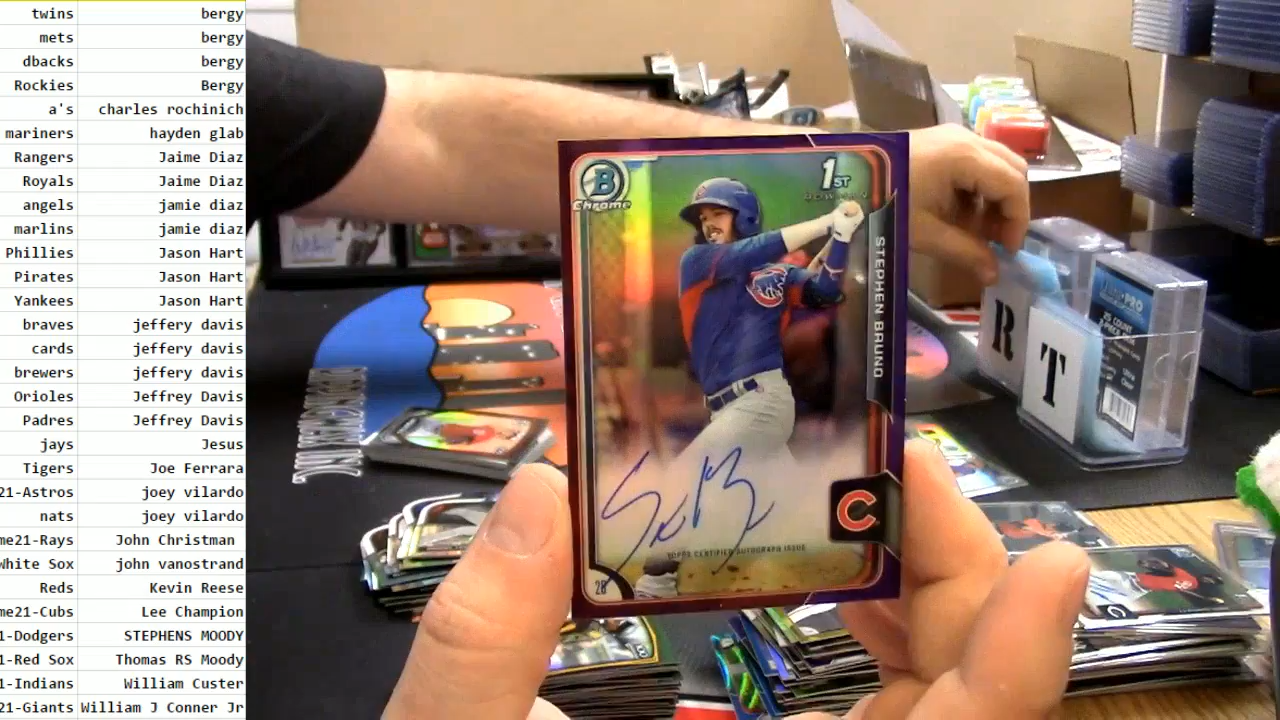 twins bergy
mets bergy
dbacks bergy
Rockies Bergy
a's charles rochinich
mariners hayden glab
Rangers Jaime Diaz
Royals Jaime Diaz
angels jamie diaz
marlins jamie diaz
Phillies Jason Hart
Pirates Jason Hart
Yankees Jason Hart
braves jeffery davis
cards jeffery davis
brewers jeffery davis
Orioles Jeffrey Davis
Padres Jeffrey Davis
jays Jesus
Tigers Joe Ferrara
21-Astros joey vilardo
nats joey vilardo
me21-Rays John Christman
White Sox john vanostrand
Reds Kevin Reese
me21-Cubs Lee Champion
1-Dodgers STEPHENS MOODY
1-Red Sox Thomas RS Moody
1-Indians William Custer
21-Giants William J Conner Jr
B
Chrome
1ST
BOWMAN
STEPHEN BRUNO
C
TOPPS CERTIFIED AUTOGRAPH ISSUE
28
R
T
PRO
25 COUNT